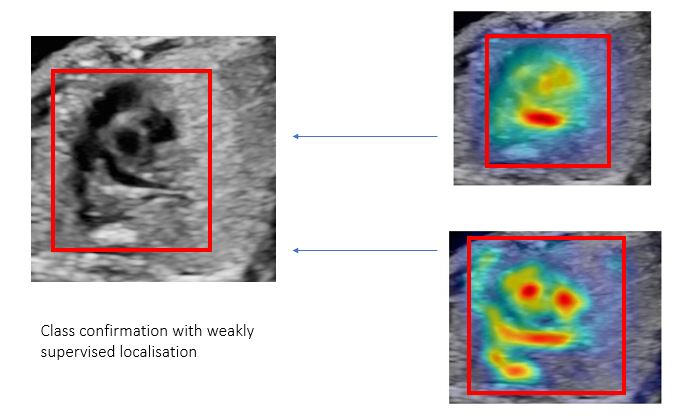 Class confirmation with weakly
supervised localisation